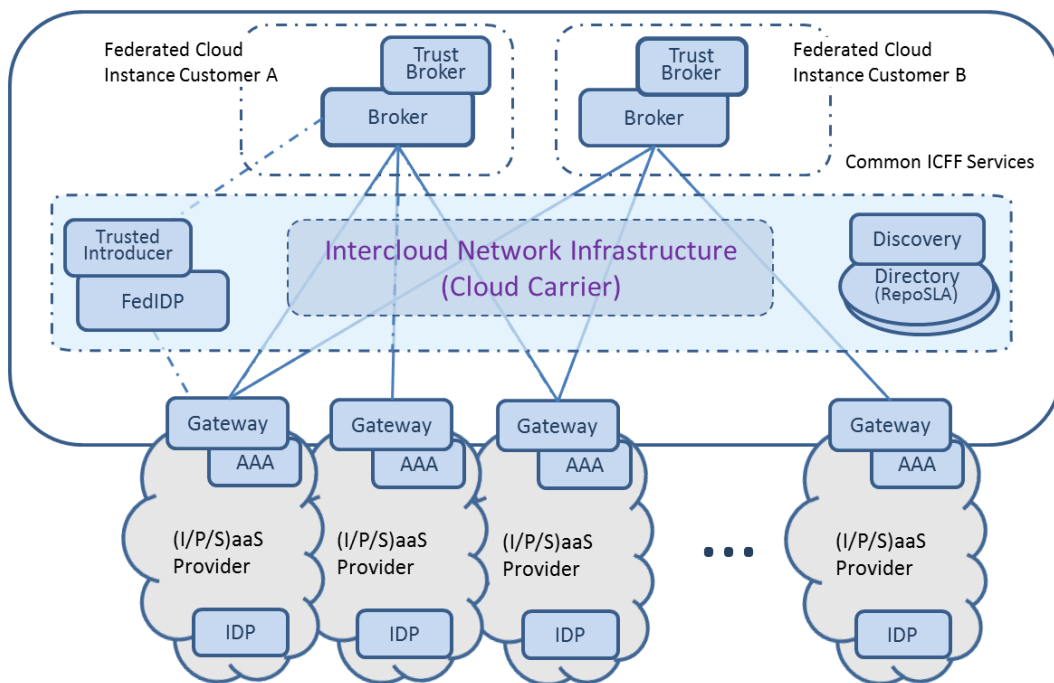 Federated Cloud
Instance Customer A
Trust
Broker
Broker
Trust
Broker
Broker
Federated Cloud
Instance Customer B
Common ICFF Services
Trusted
Introducer
FedIDP
Intercloud Network Infrastructure
(Cloud Carrier)
Discovery
Directory
(RepoSLA)
Gateway
AAA
Gateway
AAA
Gateway
AAA
Gateway
AAA
(I/P/S)aaS
Provider
(I/P/S)aaS
Provider
(I/P/S)aaS
Provider
...
(I/P/S)aaS
Provider
IDP
IDP
IDP
IDP